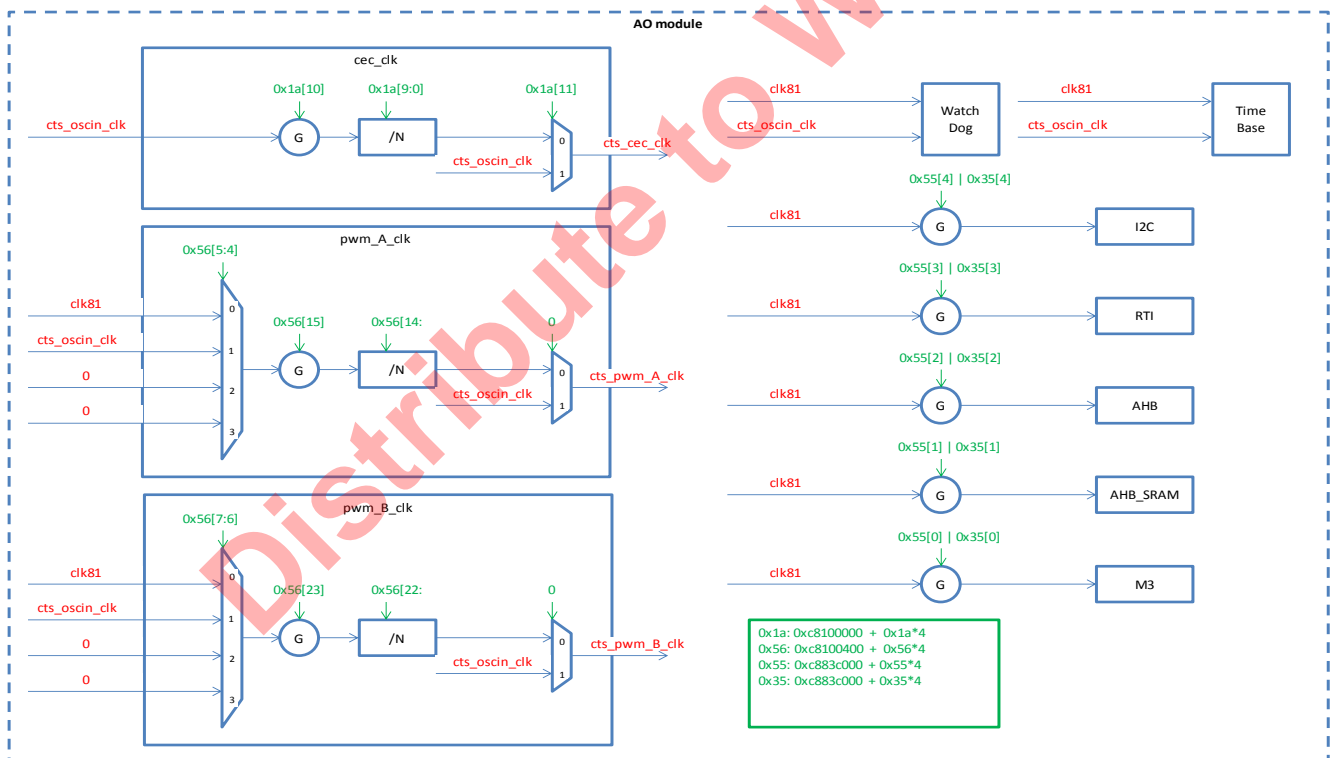 AO module
cec_clk
0x1a[10]
0x1a[9:0]
0x1a[11]
cts_oscin_clk
G
/N
0
cts_oscin_clk
1
cts_cec_clk
pwm_A_clk
0x56[5:4]
clk81
0
cts_oscin_clk
1
0
2
0
3
0x56[15]
0x56[14:
0
G
/N
0
cts_oscin_clk
1
cts_pwm_A_clk
pwm_B_clk
0x56[7:6]
clk81
0
cts_oscin_clk
1
0
2
0
3
0x56[23]
0x56[22:
0
G
/N
0
cts_oscin_clk
1
cts_pwm_B_clk
clk81
cts_oscin_clk
Watch
Dog
clk81
cts_oscin_clk
Time
Base
0x55[4] | 0x35[4]
clk81
G
I2C
0x55[3] | 0x35[3]
clk81
G
RTI
0x55[2] | 0x35[2]
clk81
G
AHB
0x55[1] | 0x35[1]
clk81
G
AHB_SRAM
0x55[0] | 0x35[0]
clk81
G
M3
0x1a: 0xc8100000 + 0x1a*4
0x56: 0xc8100400 + 0x56*4
0x55: 0xc883c000 + 0x55*4
0x35: 0xc883c000 + 0x35*4
Distribute to W